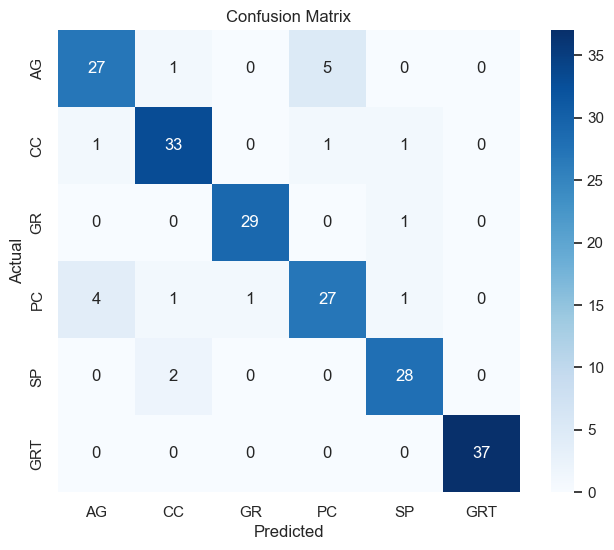 Confusion Matrix
AG 27 1 0 5 0 0
CC 1 33 0 1 1 0
GR 0 0 29 0 1 0
PC 4 1 1 27 1 0
SP 0 2 0 0 28 0
GRT 0 0 0 0 0 37
AG CC GR PC SP GRT
Predicted
Actual
35
30
25
20
15
10
5
0